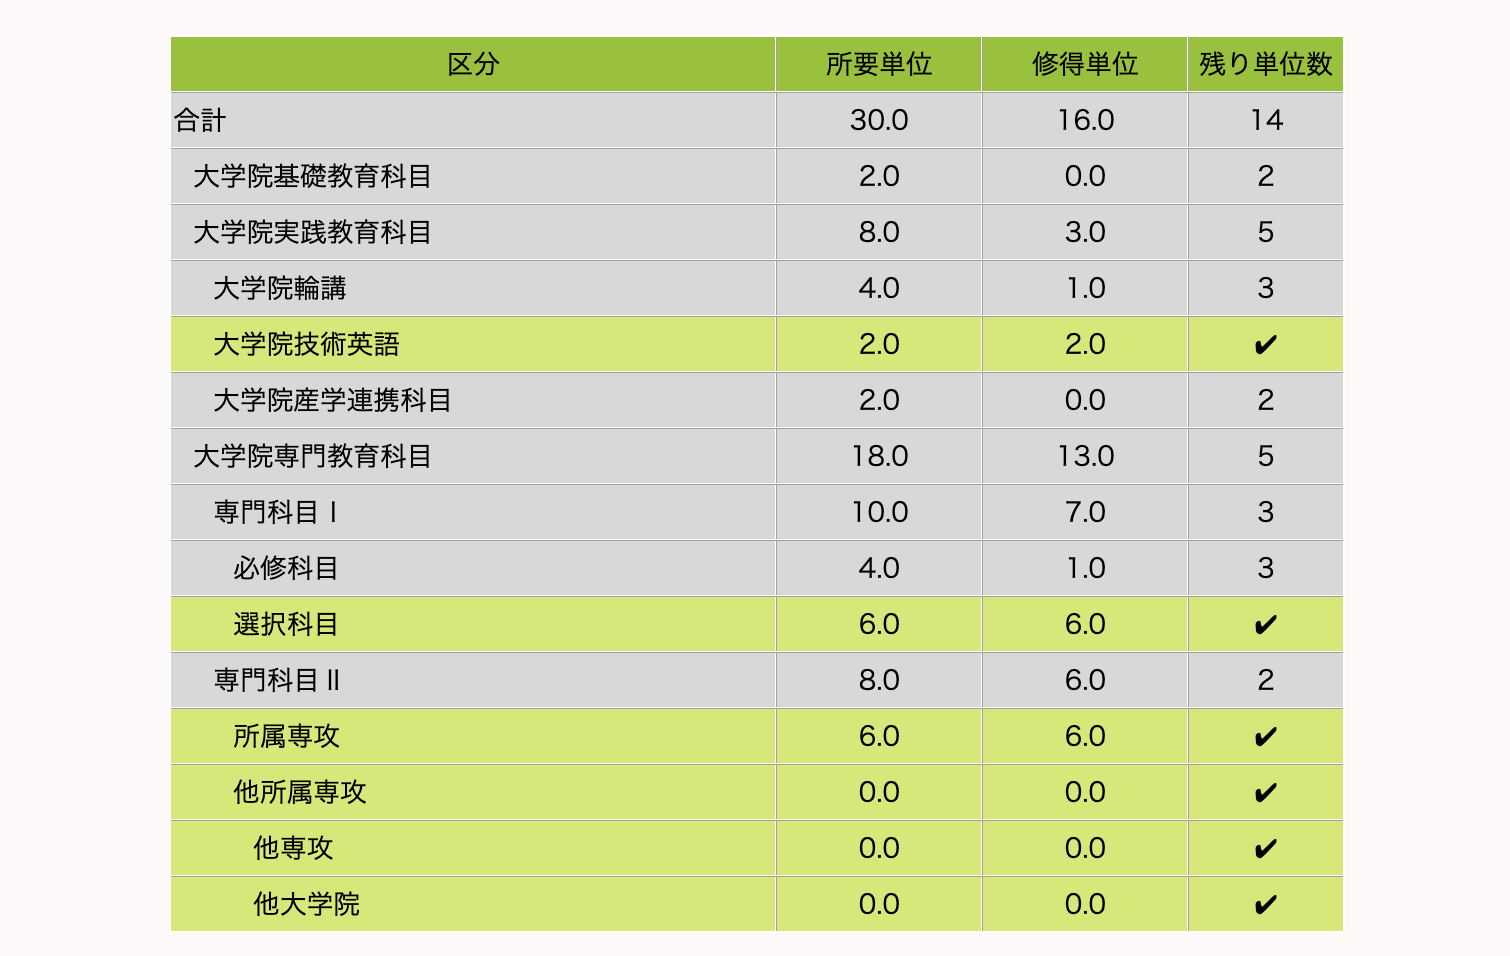 区分 所要単位 修得単位 残り単位数
合計 30.0 16.0 14
大学院基礎教育科目 2.0 0.0 2
大学院実践教育科目 8.0 3.0 5
大学院輪講 4.0 1.0 3
大学院技術英語 2.0 2.0 ✔
大学院産学連携科目 2.0 0.0 2
大学院専門教育科目 18.0 13.0 5
専門科目Ⅰ 10.0 7.0 3
必修科目 4.0 1.0 3
選択科目 6.0 6.0 ✔
専門科目Ⅱ 8.0 6.0 2
所属専攻 6.0 6.0 ✔
他所属専攻 0.0 0.0 ✔
他専攻 0.0 0.0 ✔
他大学院 0.0 0.0 ✔